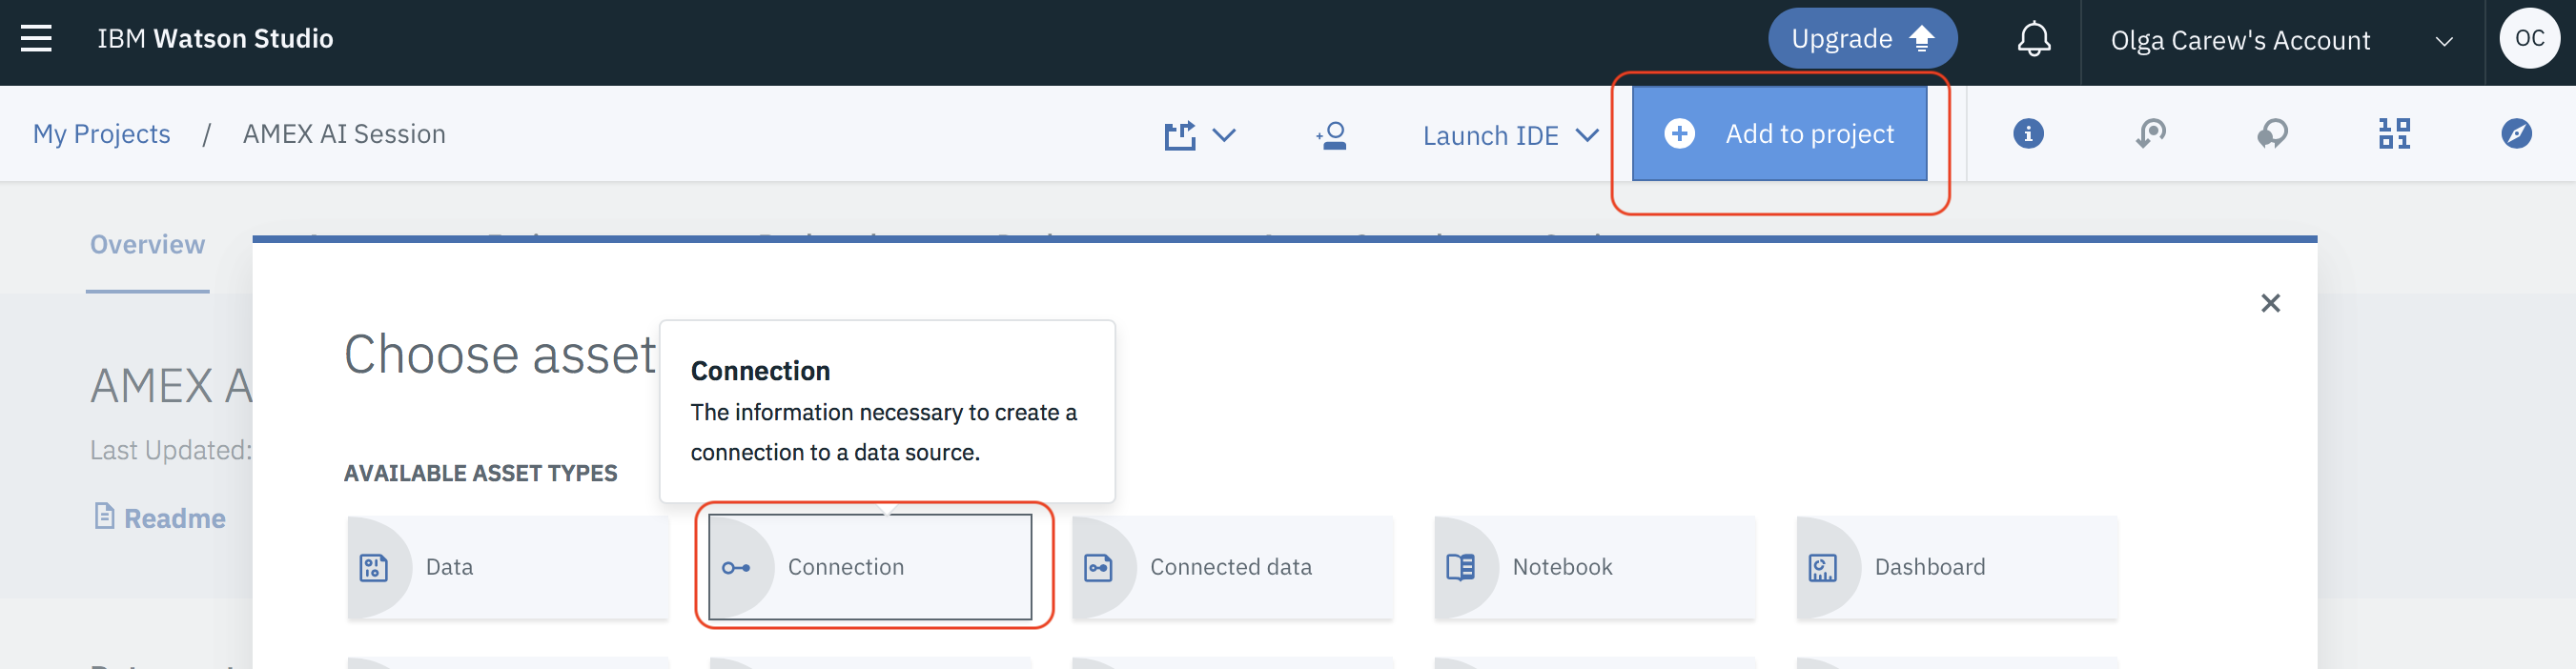 IBM Watson Studio
Upgrade
Olga Carew's Account
OC
My Projects / AMEX AI Session
Launch IDE
Add to project
Overview
Choose asset
Connection
The information necessary to create a
connection to a data source.
AMEX A
Last Updated:
Readme
AVAILABLE ASSET TYPES
Data
Connection
Connected data
Notebook
Dashboard